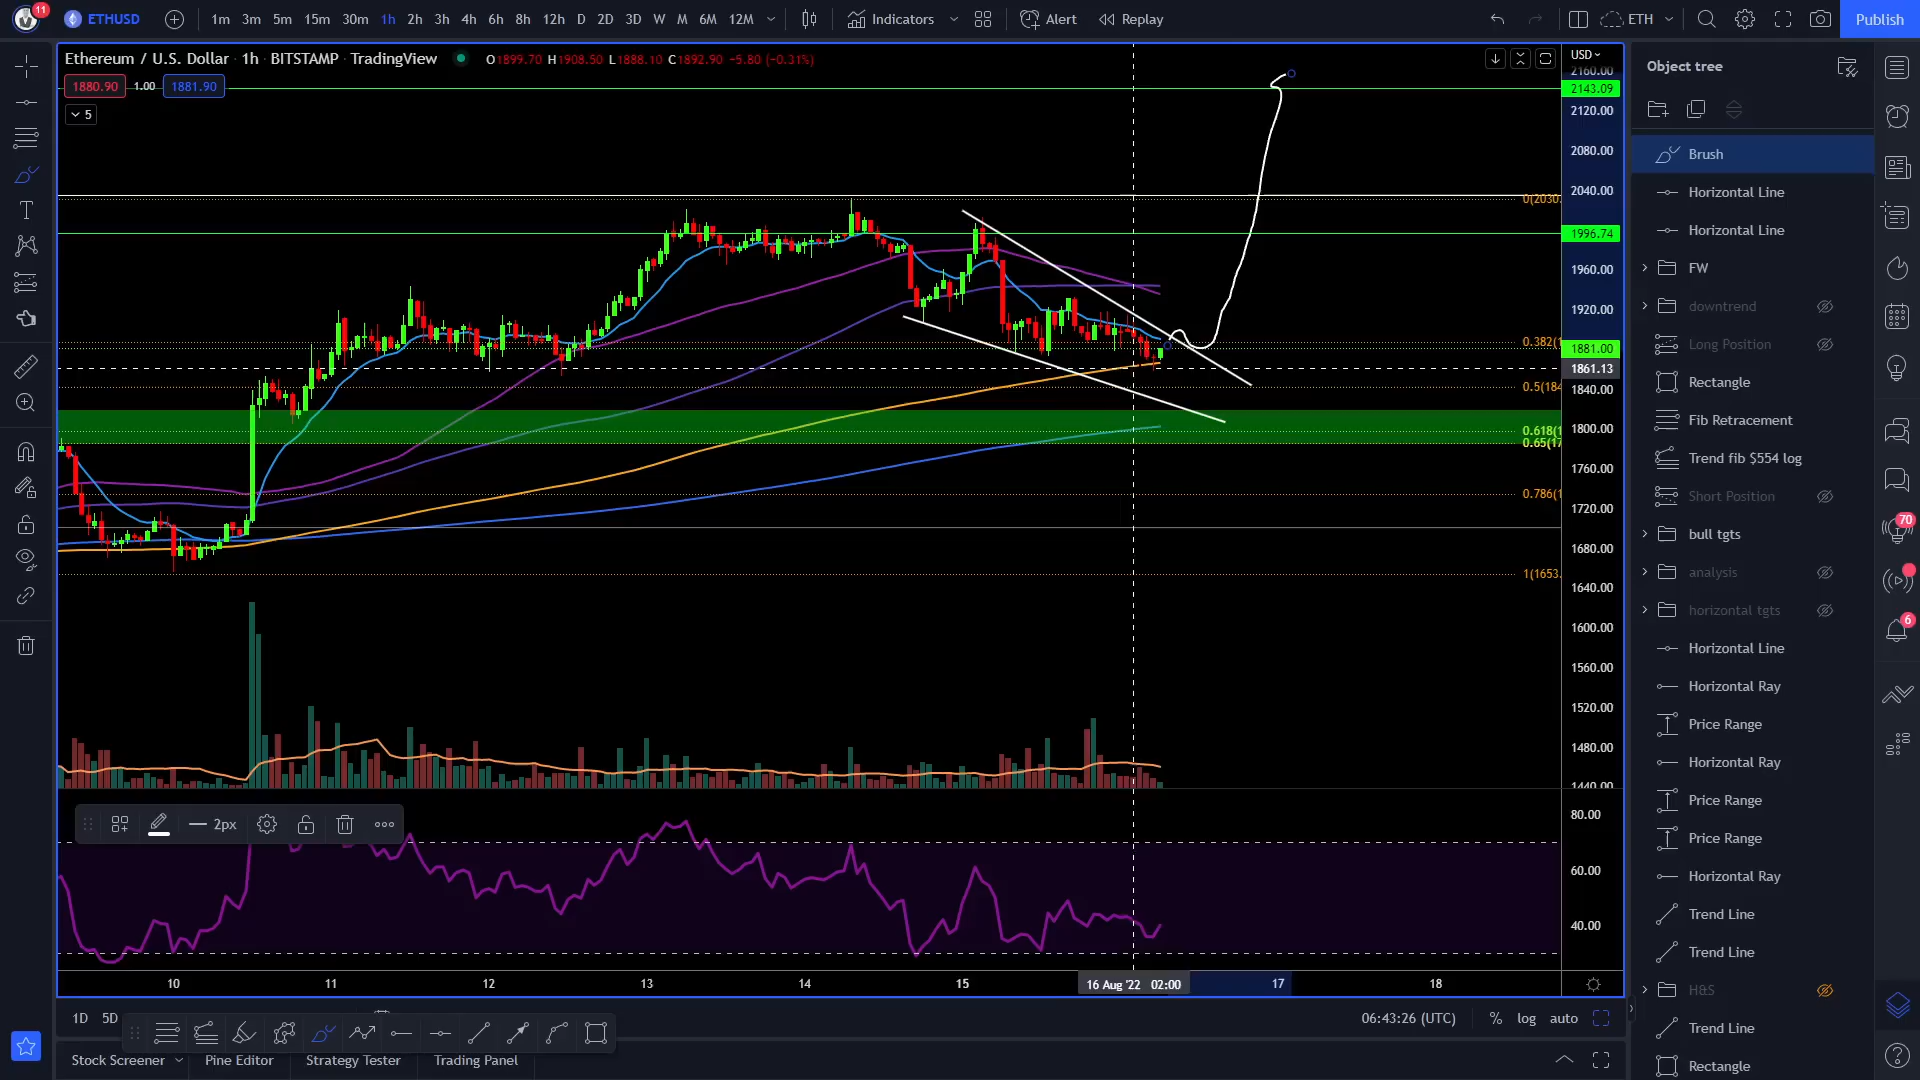 11 ETHUSD 1m 3m 5m 15m 30m 1h 2h 3h 4h 6h 8h 12h D 2D 3D W M 6M 12M Indicators Alert Replay ETH Publish
Ethereum / U.S. Dollar · 1h · BITSTAMP · TradingView O1899.70 H1908.50 L1888.10 C1892.90 −5.80 (−0.31%)
1880.90 1.00 1881.90
5
USD
2160.00
2143.09
2120.00
2080.00
2040.00
0(2030.
1996.74
1960.00
1920.00
0.382(1
1881.00
1861.13
0.5(184
1840.00
1800.00
0.618(1
0.65(17
1760.00
0.786(1
1720.00
1680.00
1640.00
1(1653.
1600.00
1560.00
1520.00
1480.00
1440.00
80.00
60.00
40.00
2px
10 11 12 13 14 15 16 Aug '22 02:00 17 18
1D 5D 06:43:26 (UTC) % log auto
Stock Screener Pine Editor Strategy Tester Trading Panel
Object tree
Brush
Horizontal Line
Horizontal Line
FW
downtrend
Long Position
Rectangle
Fib Retracement
Trend fib $554 log
Short Position
bull tgts
analysis
horizontal tgts
Horizontal Line
Horizontal Ray
Price Range
Horizontal Ray
Price Range
Price Range
Horizontal Ray
Trend Line
Trend Line
H&S
Trend Line
Rectangle
70
6